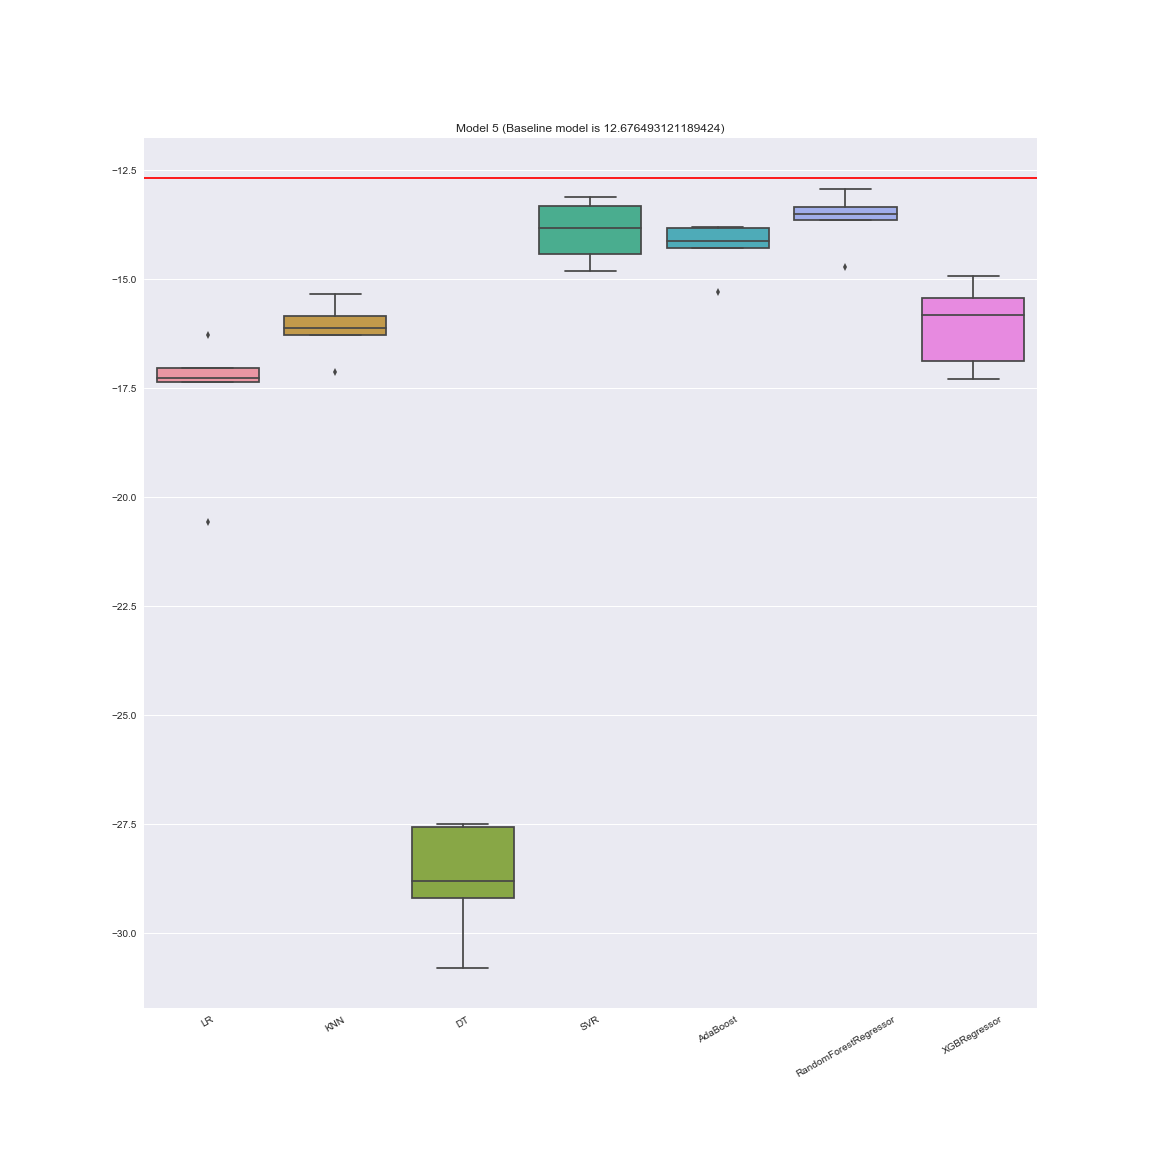 Model 5 (Baseline model is 12.676493121189424)
−12.5
−15.0
−17.5
−20.0
−22.5
−25.0
−27.5
−30.0
LR
KNN
DT
SVR
AdaBoost
RandomForestRegressor
XGBRegressor